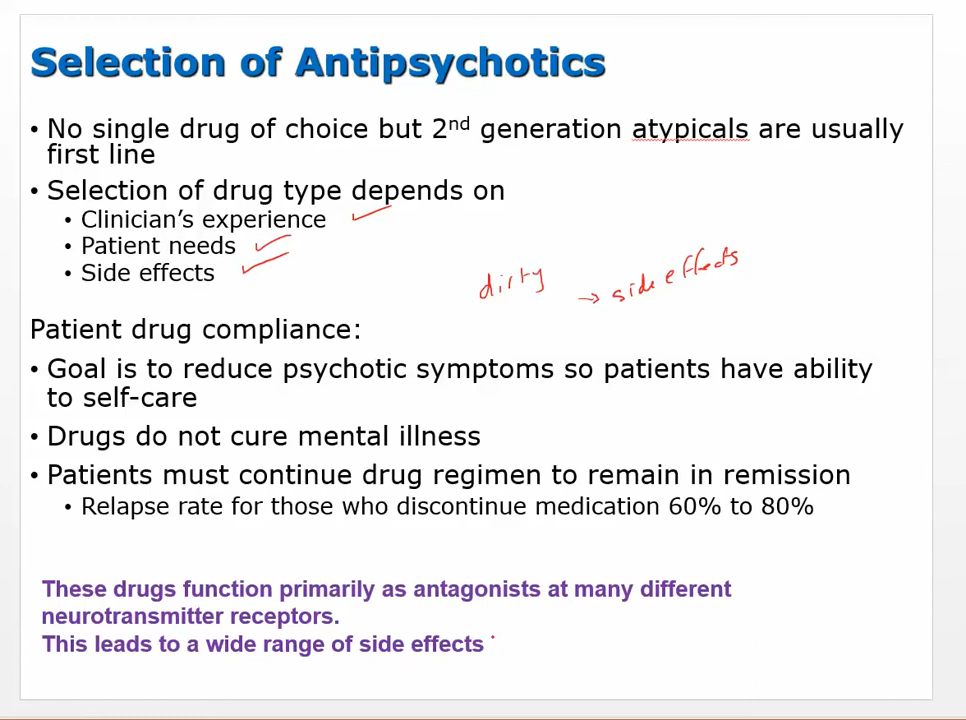 Selection of Antipsychotics
• No single drug of choice but 2nd generation atypicals are usually
first line
• Selection of drug type depends on
• Clinician's experience
• Patient needs
• Side effects
dirty → side effects
Patient drug compliance:
• Goal is to reduce psychotic symptoms so patients have ability
to self-care
• Drugs do not cure mental illness
• Patients must continue drug regimen to remain in remission
• Relapse rate for those who discontinue medication 60% to 80%
These drugs function primarily as antagonists at many different
neurotransmitter receptors.
This leads to a wide range of side effects